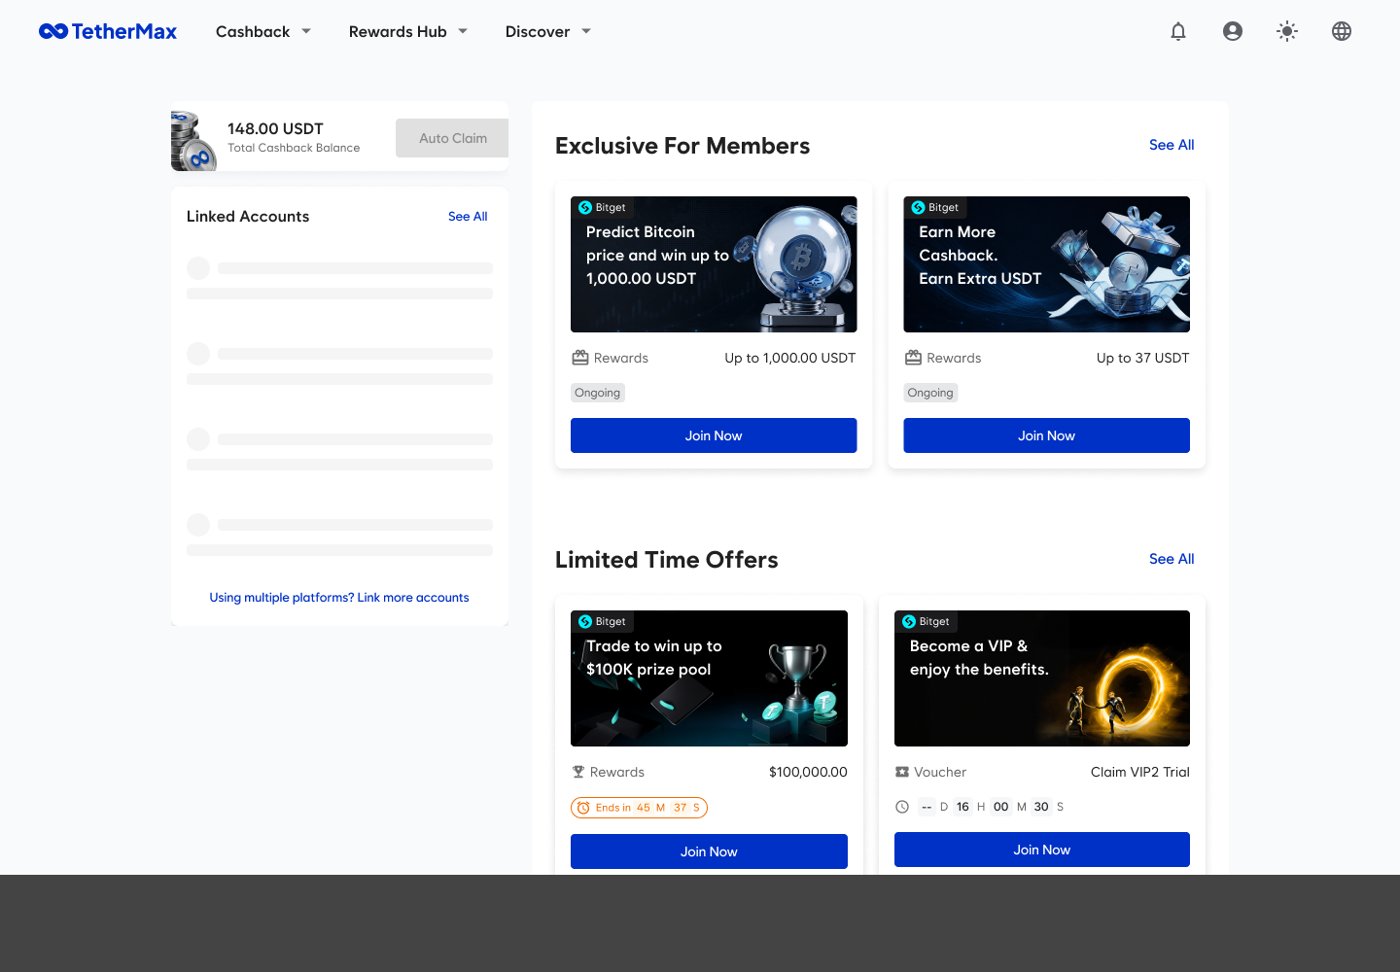 TetherMax
Cashback
Rewards Hub
Discover
148.00 USDT
Total Cashback Balance
Auto Claim
Linked Accounts
See All
Using multiple platforms? Link more accounts
Exclusive For Members
See All
Bitget
Predict Bitcoin
price and win up to
1,000.00 USDT
Rewards
Up to 1,000.00 USDT
Ongoing
Join Now
Bitget
Earn More
Cashback.
Earn Extra USDT
Rewards
Up to 37 USDT
Ongoing
Join Now
Limited Time Offers
See All
Bitget
Trade to win up to
$100K prize pool
Rewards
$100,000.00
Ends in 45 M 37 S
Join Now
Bitget
Become a VIP &
enjoy the benefits.
Voucher
Claim VIP2 Trial
-- D 16 H 00 M 30 S
Join Now